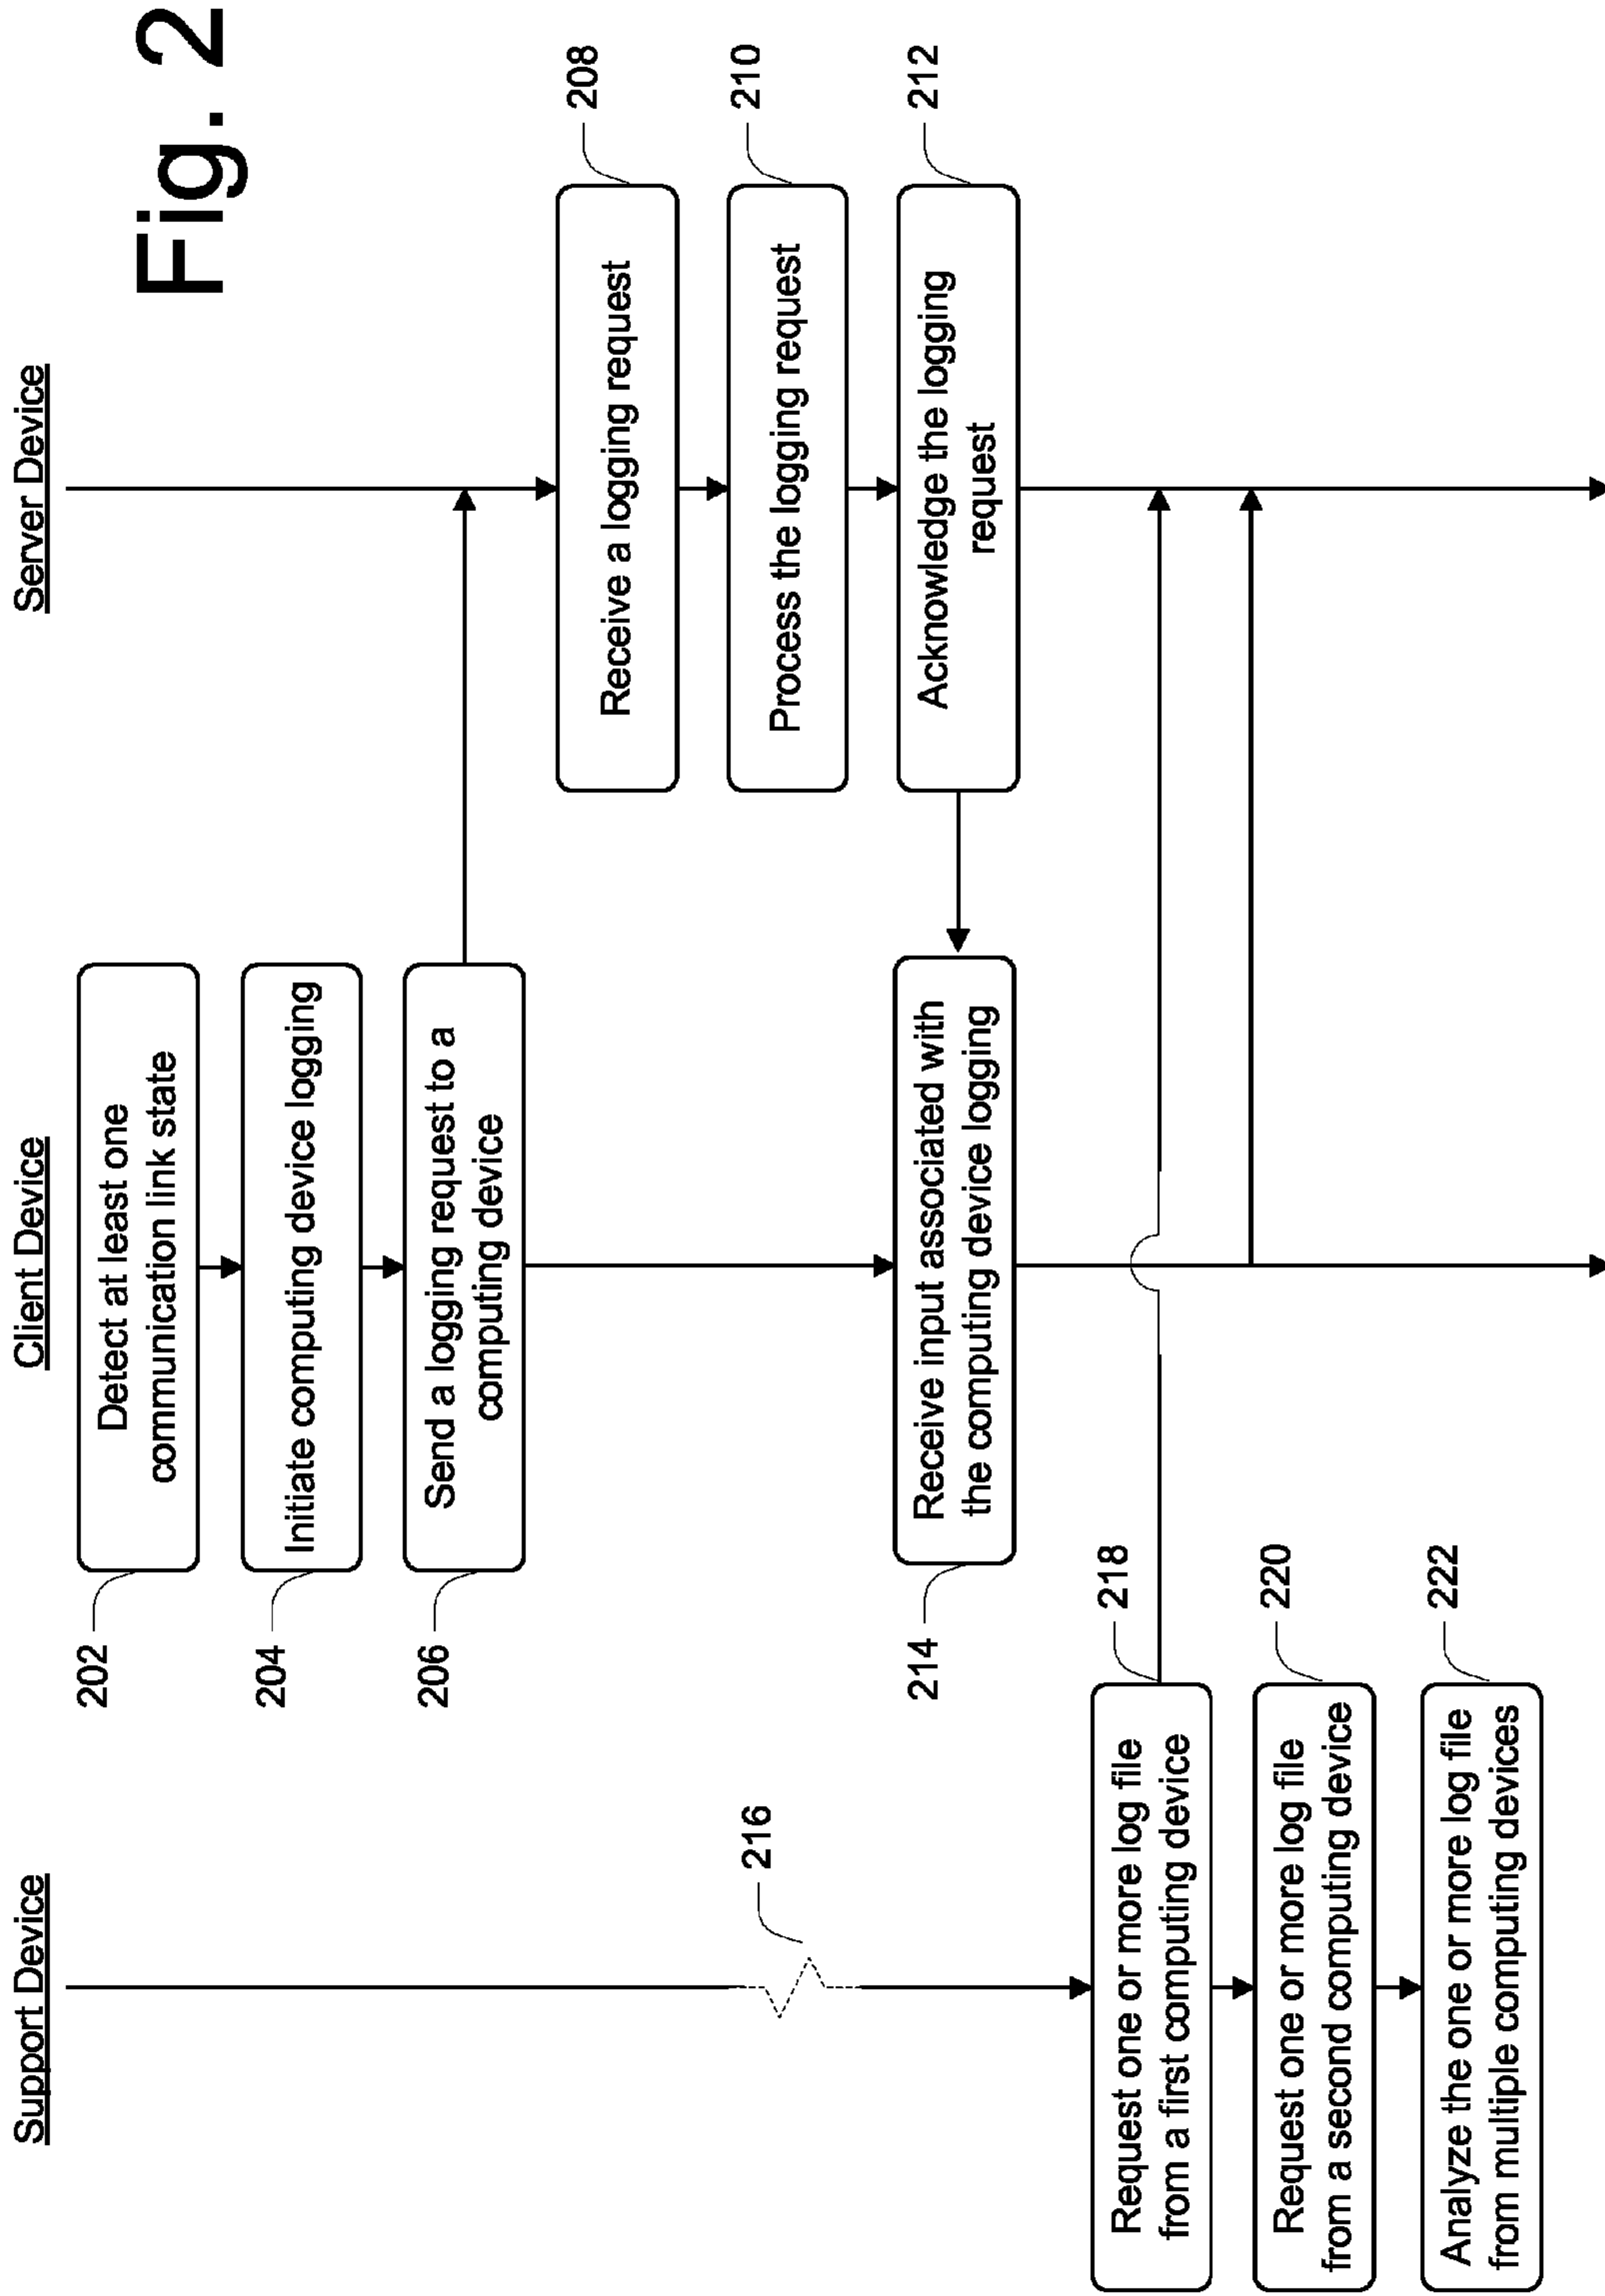 Fig. 2
Support Device
Client Device
Server Device
202
Detect at least one
communication link state
204
Initiate computing device logging
206
Send a logging request to a
computing device
208
Receive a logging request
210
Process the logging request
212
Acknowledge the logging
request
214
Receive input associated with
the computing device logging
216
218
Request one or more log file
from a first computing device
220
Request one or more log file
from a second computing device
222
Analyze the one or more log file
from multiple computing devices